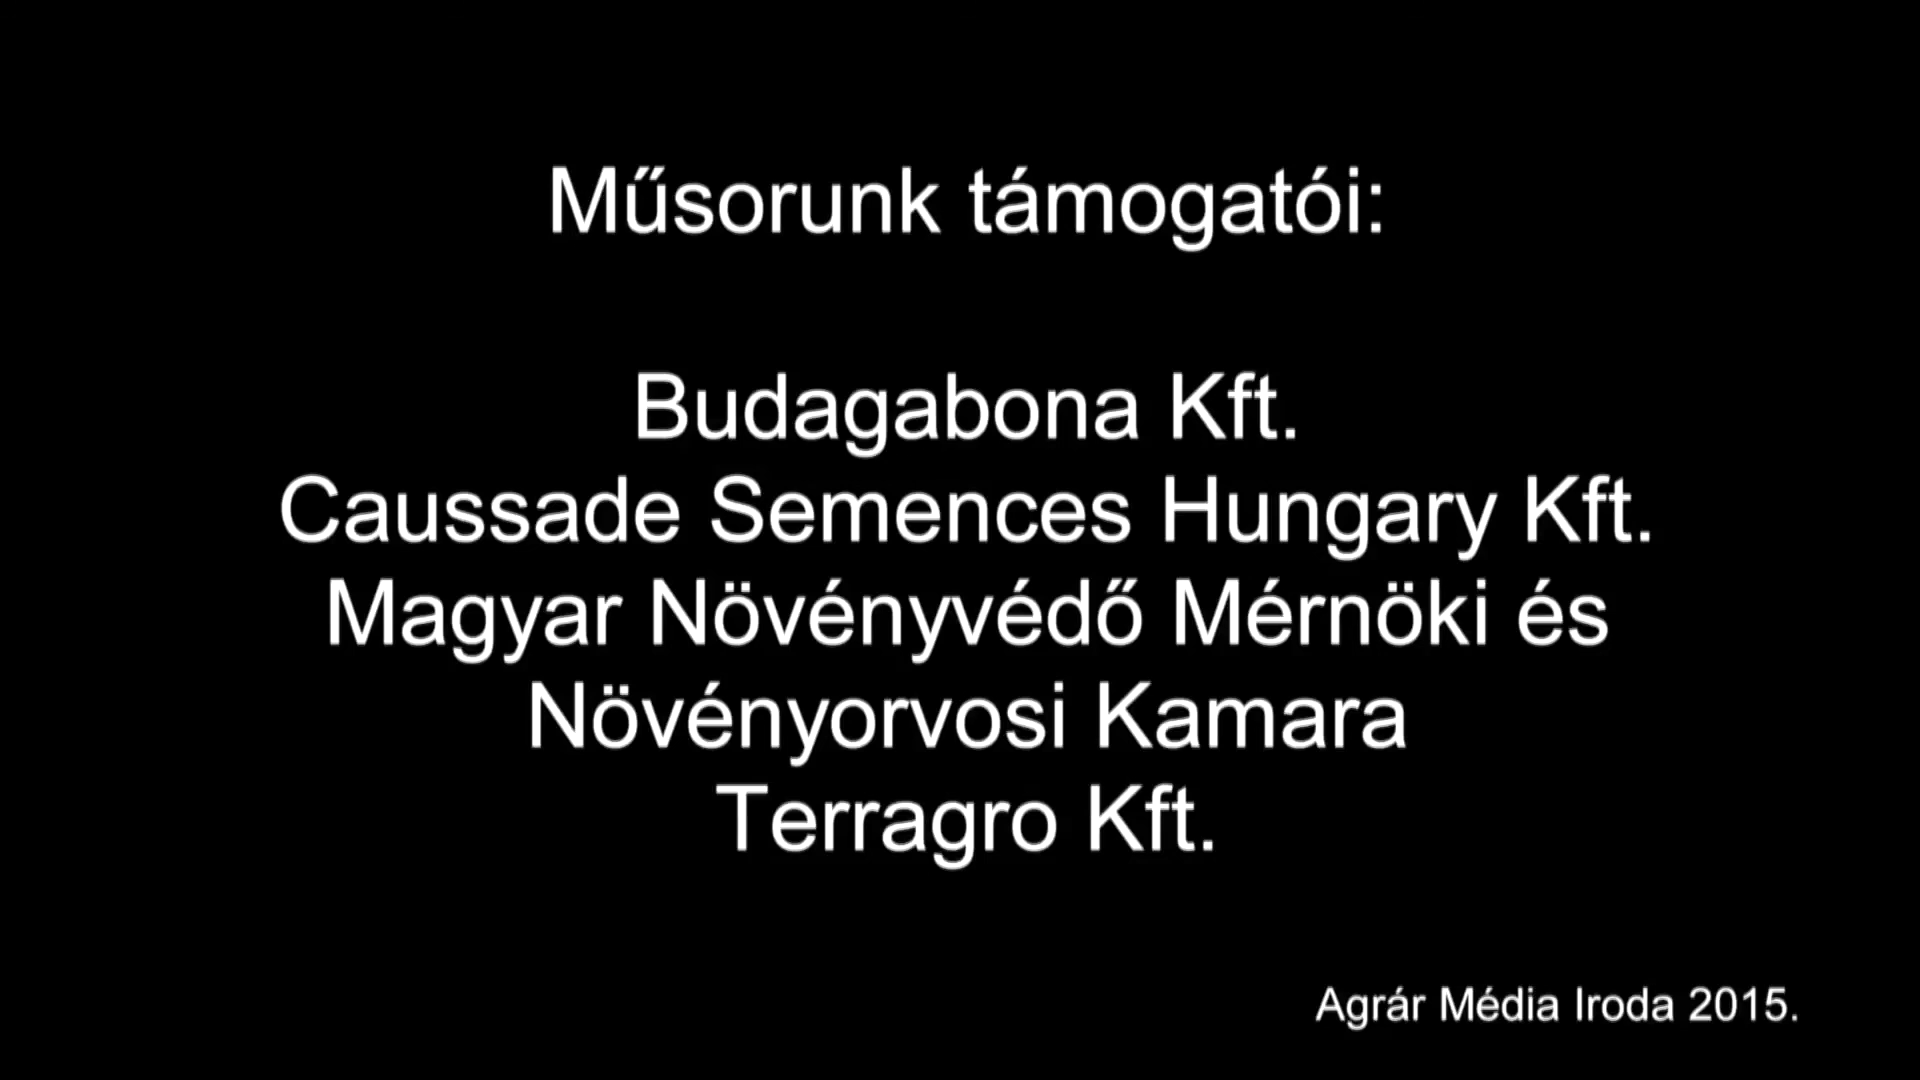 Műsorunk támogatói:
Budagabona Kft.
Caussade Semences Hungary Kft.
Magyar Növényvédő Mérnöki és
Növényorvosi Kamara
Terragro Kft.
Agrár Média Iroda 2015.